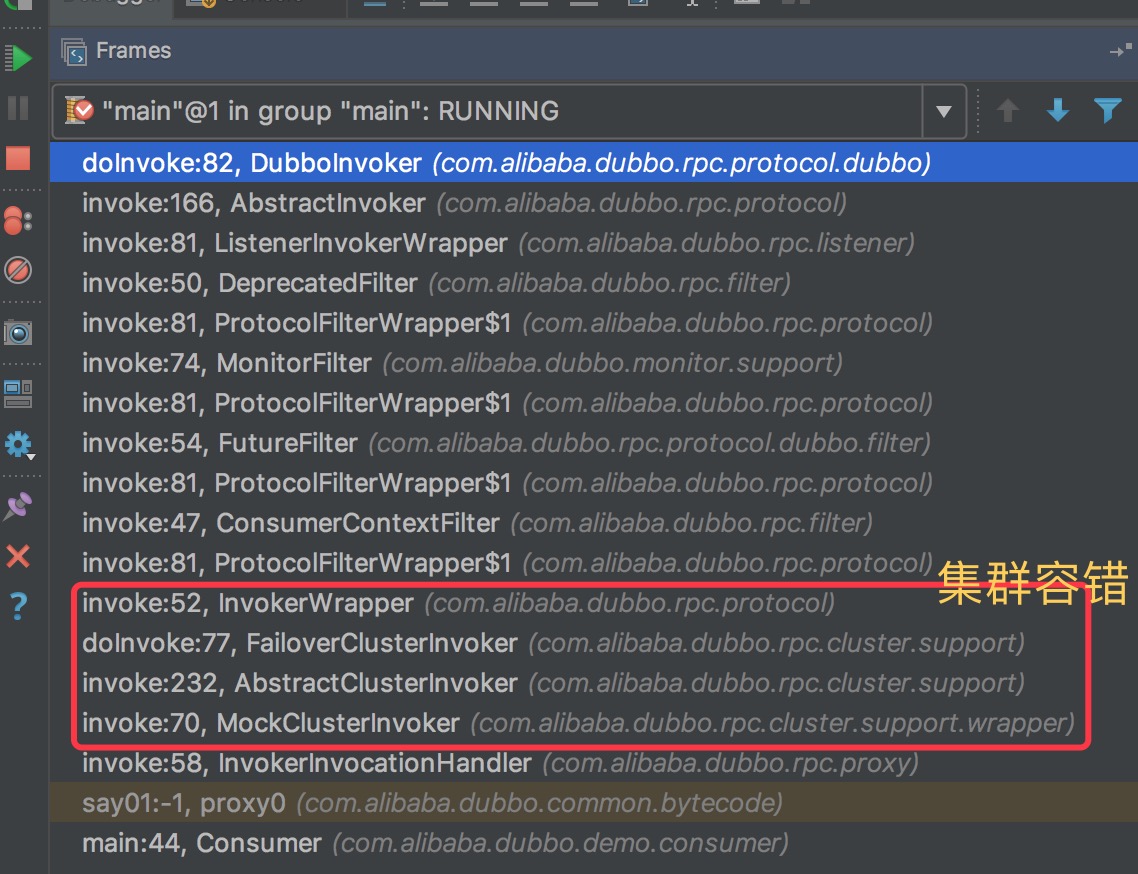 Frames
"main"@1 in group "main": RUNNING
doInvoke:82, DubboInvoker (com.alibaba.dubbo.rpc.protocol.dubbo)
invoke:166, AbstractInvoker (com.alibaba.dubbo.rpc.protocol)
invoke:81, ListenerInvokerWrapper (com.alibaba.dubbo.rpc.listener)
invoke:50, DeprecatedFilter (com.alibaba.dubbo.rpc.filter)
invoke:81, ProtocolFilterWrapper$1 (com.alibaba.dubbo.rpc.protocol)
invoke:74, MonitorFilter (com.alibaba.dubbo.monitor.support)
invoke:81, ProtocolFilterWrapper$1 (com.alibaba.dubbo.rpc.protocol)
invoke:54, FutureFilter (com.alibaba.dubbo.rpc.protocol.dubbo.filter)
invoke:81, ProtocolFilterWrapper$1 (com.alibaba.dubbo.rpc.protocol)
invoke:47, ConsumerContextFilter (com.alibaba.dubbo.rpc.filter)
invoke:81, ProtocolFilterWrapper$1 (com.alibaba.dubbo.rpc.protocol)
集群容错
invoke:52, InvokerWrapper (com.alibaba.dubbo.rpc.protocol)
doInvoke:77, FailoverClusterInvoker (com.alibaba.dubbo.rpc.cluster.support)
invoke:232, AbstractClusterInvoker (com.alibaba.dubbo.rpc.cluster.support)
invoke:70, MockClusterInvoker (com.alibaba.dubbo.rpc.cluster.support.wrapper)
invoke:58, InvokerInvocationHandler (com.alibaba.dubbo.rpc.proxy)
say01:-1, proxy0 (com.alibaba.dubbo.common.bytecode)
main:44, Consumer (com.alibaba.dubbo.demo.consumer)